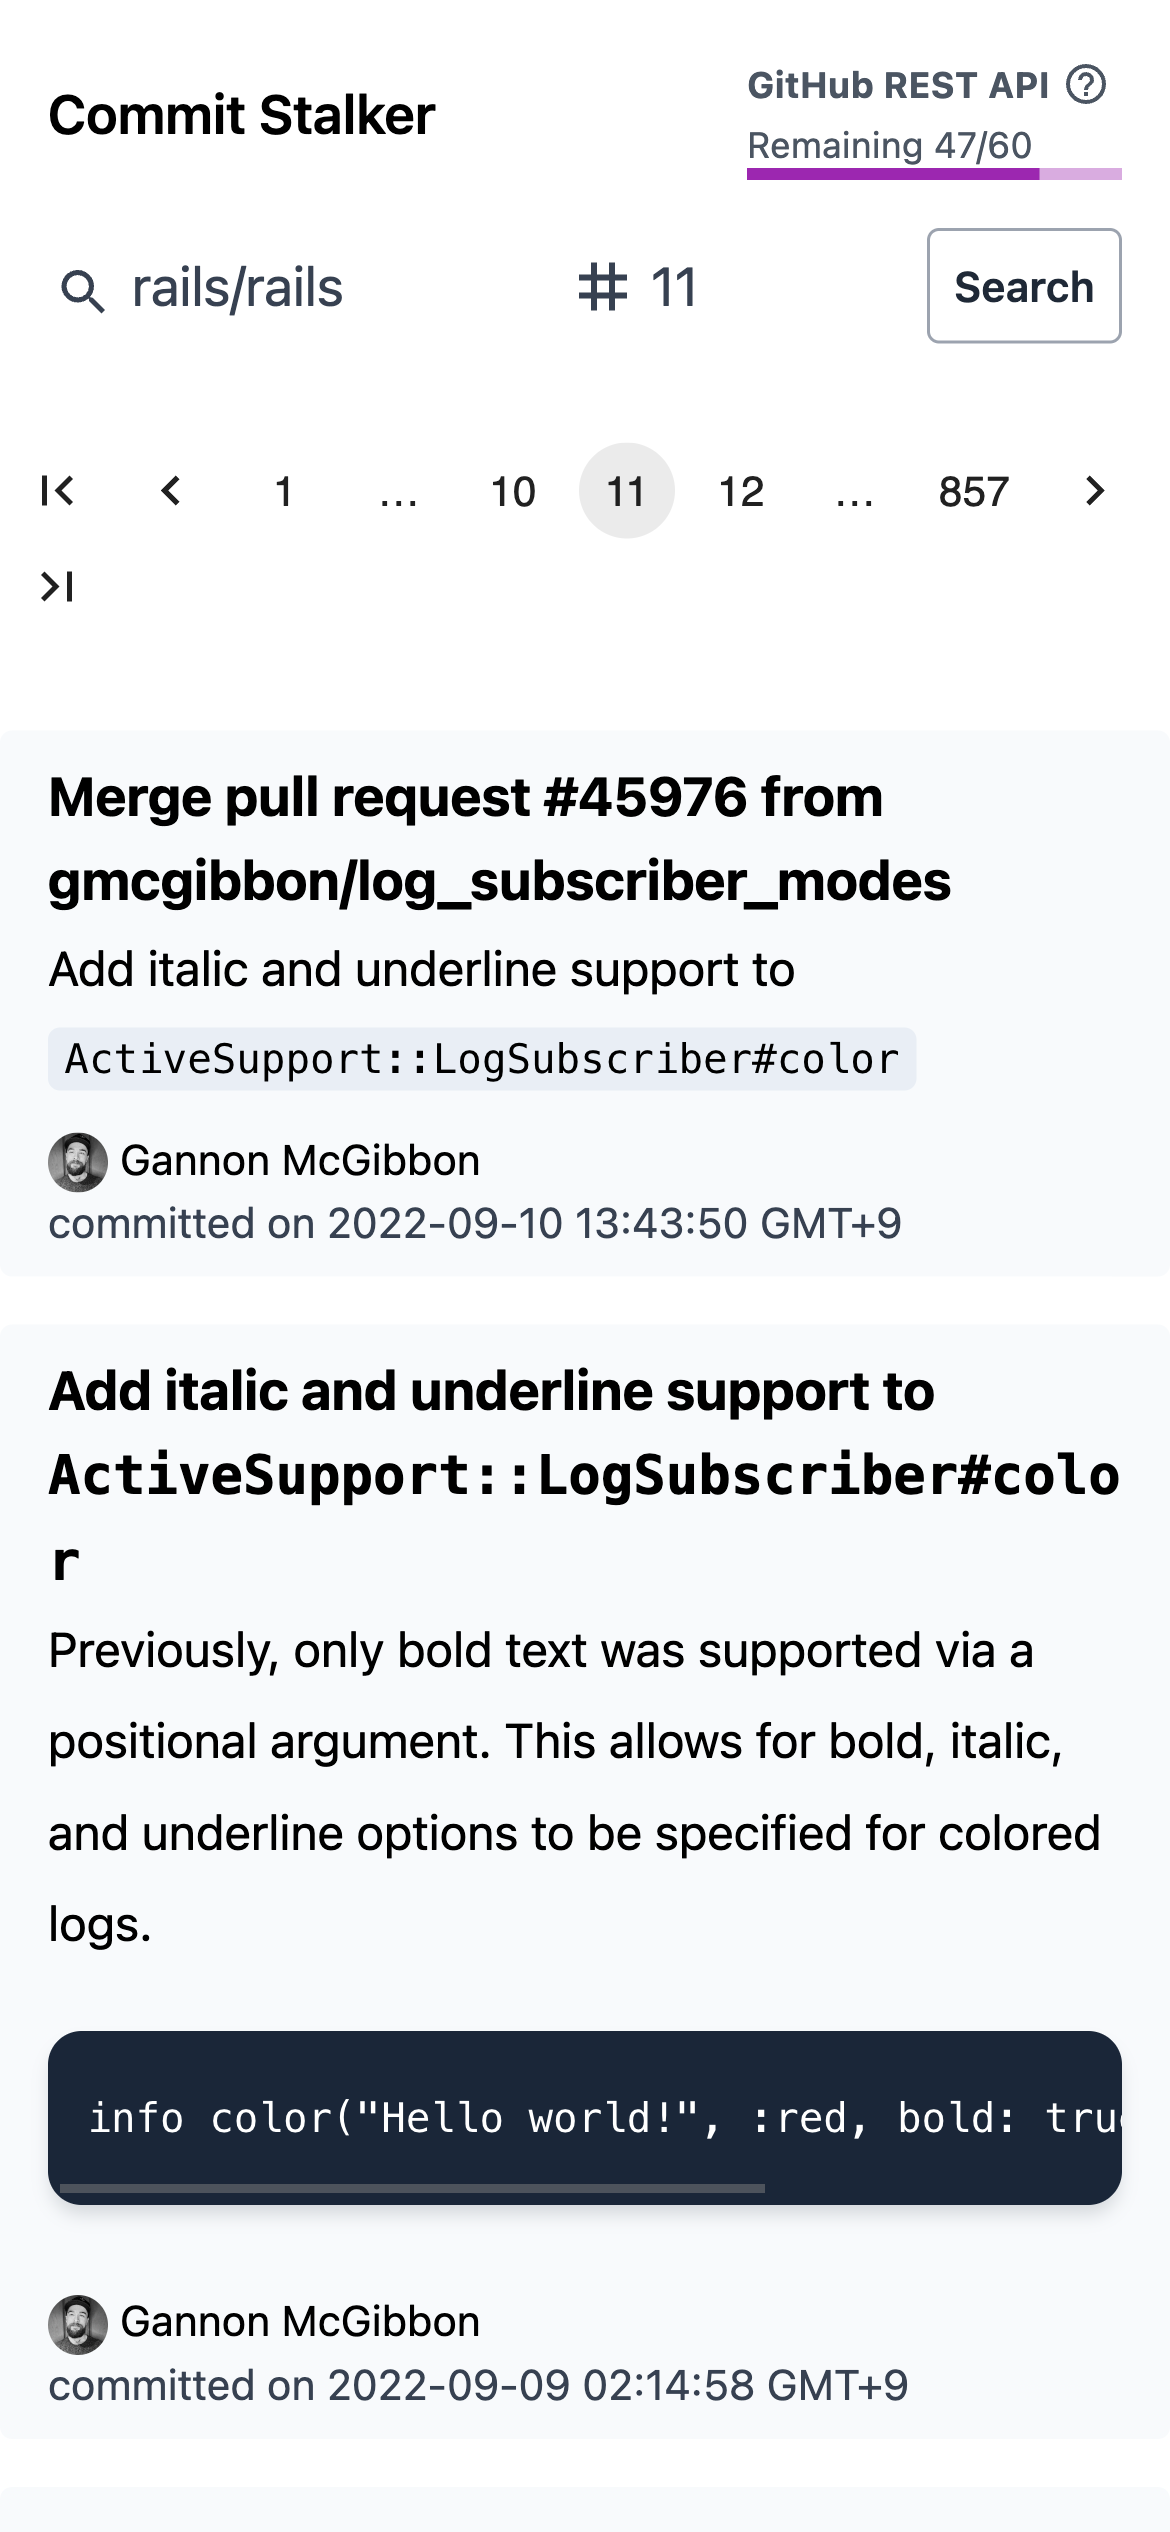 Commit Stalker
GitHub REST API
Remaining 47/60
rails/rails
# 11
Search
1 ... 10 11 12 ... 857
Merge pull request #45976 from
gmcgibbon/log_subscriber_modes
Add italic and underline support to
ActiveSupport::LogSubscriber#color
Gannon McGibbon
committed on 2022-09-10 13:43:50 GMT+9
Add italic and underline support to
ActiveSupport::LogSubscriber#colo
r
Previously, only bold text was supported via a
positional argument. This allows for bold, italic,
and underline options to be specified for colored
logs.
info color("Hello world!", :red, bold: tru
Gannon McGibbon
committed on 2022-09-09 02:14:58 GMT+9